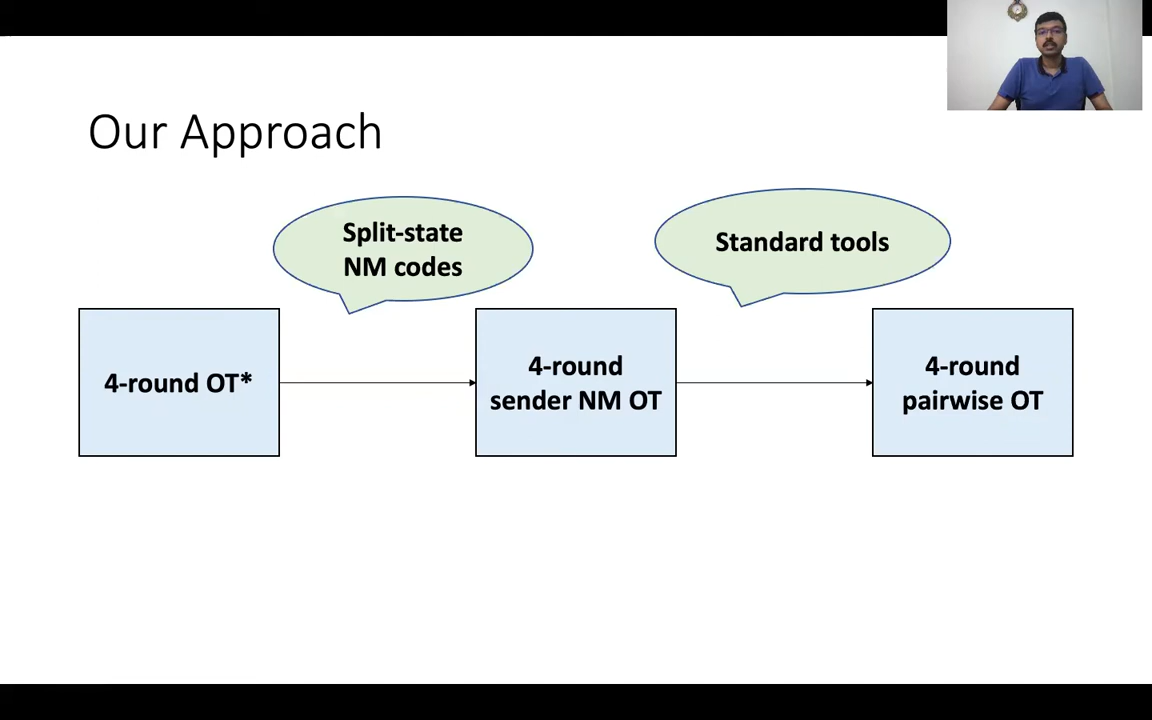 Our Approach
Split-state
NM codes
Standard tools
4-round OT*
4-round
sender NM OT
4-round
pairwise OT